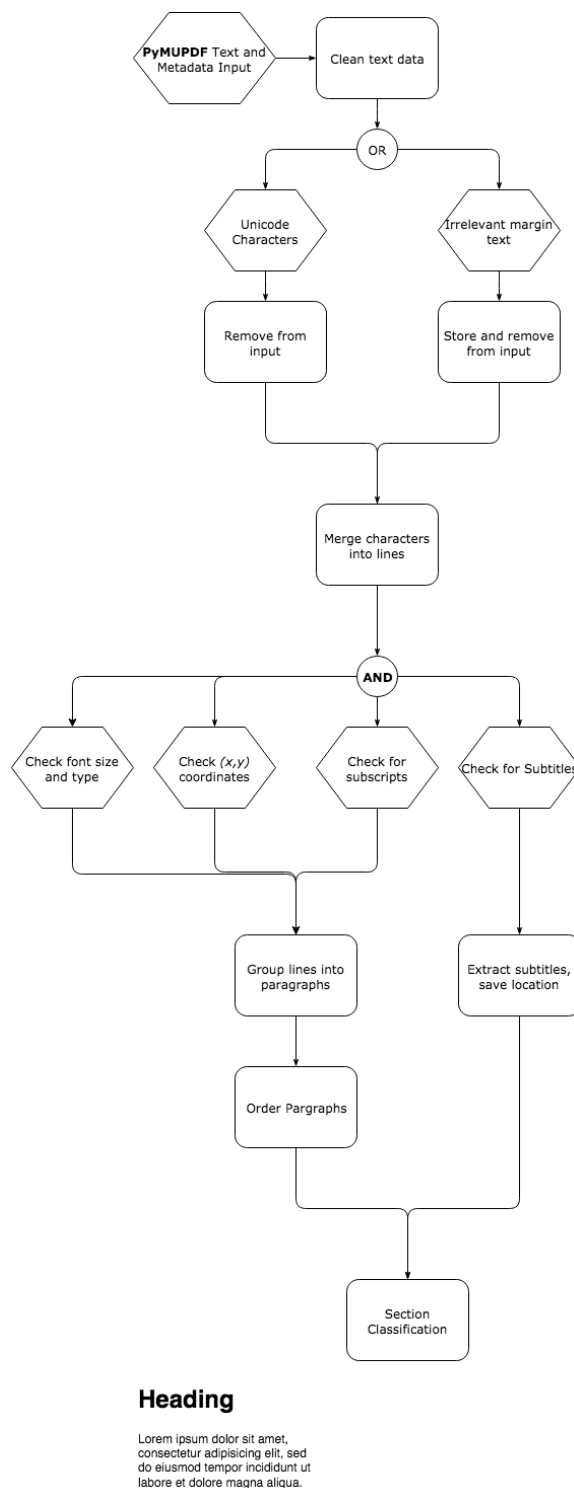 PyMUPDF Text and
Metadata Input
Clean text data
OR
Unicode
Characters
Irrelevant margin
text
Remove from
input
Store and remove
from input
Merge characters
into lines
AND
Check font size
and type
Check (x,y)
coordinates
Check for
subscripts
Check for Subtitles
Group lines into
paragraphs
Extract subtitles,
save location
Order Pargraphs
Section
Classification
Heading
Lorem ipsum dolor sit amet,
consectetur adipisicing elit, sed
do eiusmod tempor incididunt ut
labore et dolore magna aliqua.